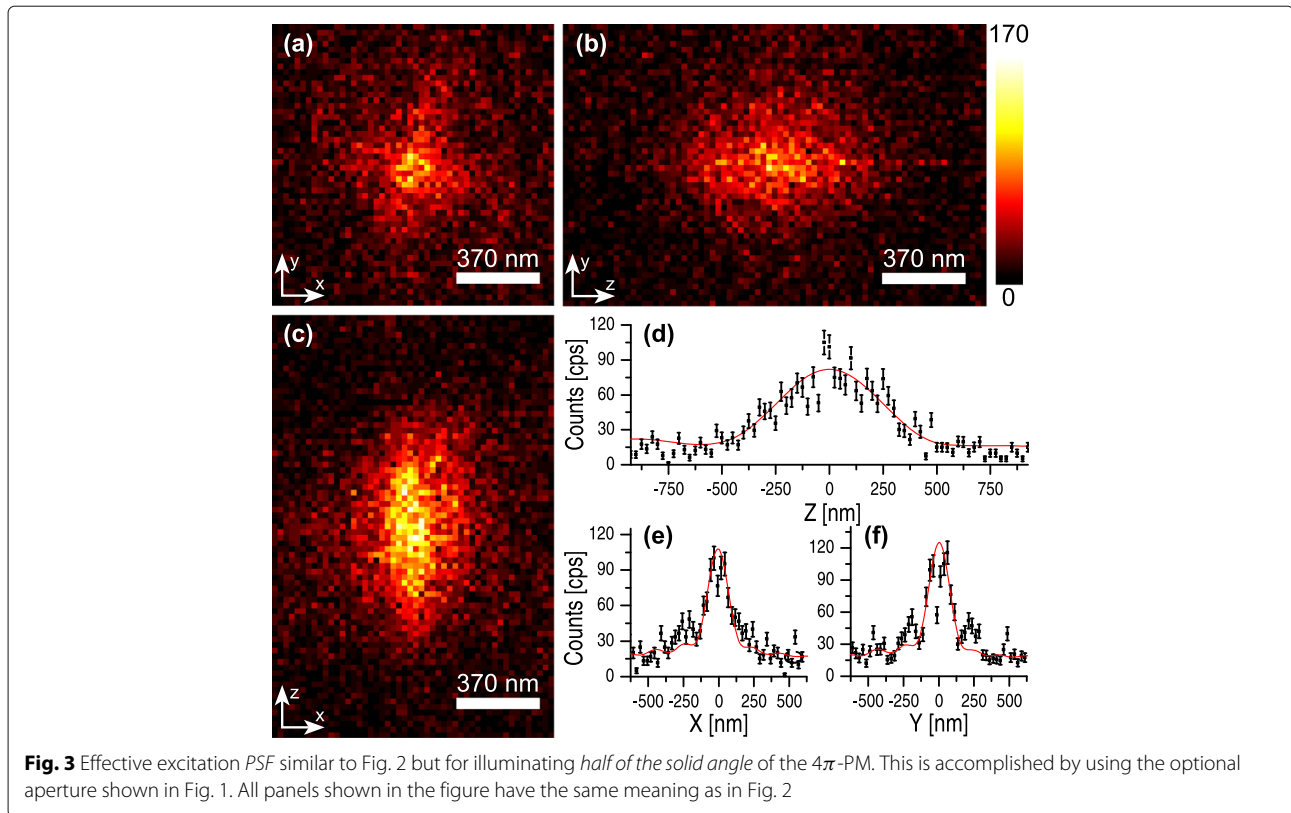 (a)
(b)
170
0
y
x
370 nm
y
z
370 nm
(c)
z
x
370 nm
(d)
Counts [cps]
120
90
60
30
0
-750 -500 -250 0 250 500 750
Z [nm]
(e)
Counts [cps]
120
90
60
30
0
-500 -250 0 250 500
X [nm]
(f)
120
90
60
30
0
-500 -250 0 250 500
Y [nm]
Fig. 3 Effective excitation PSF similar to Fig. 2 but for illuminating half of the solid angle of the 4π-PM. This is accomplished by using the optional
aperture shown in Fig. 1. All panels shown in the figure have the same meaning as in Fig. 2